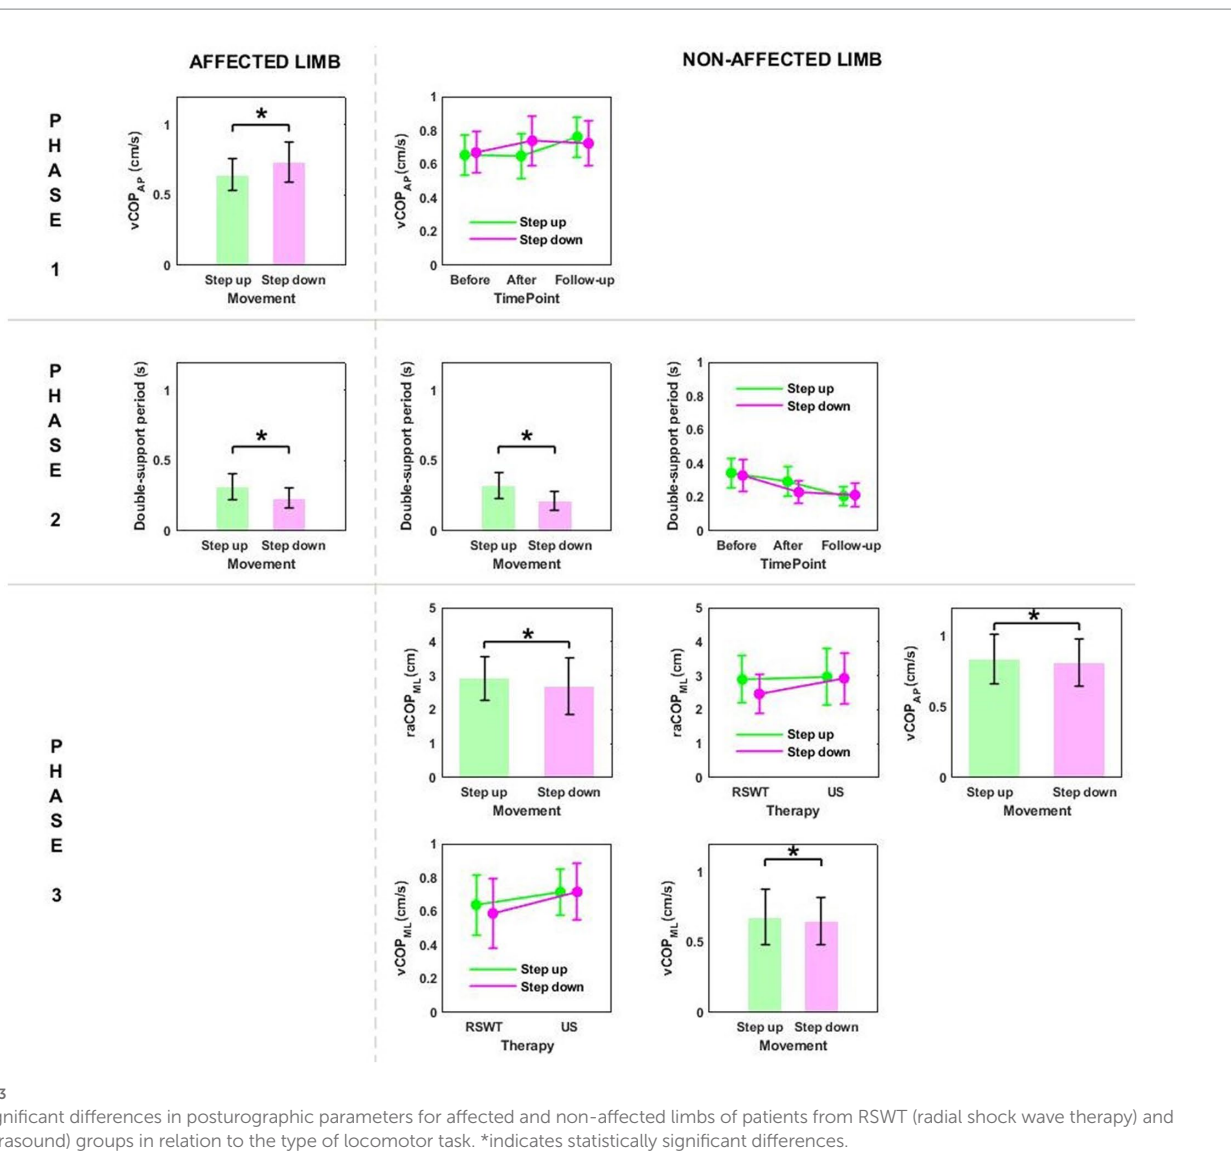 AFFECTED LIMB
NON-AFFECTED LIMB
PHASE 1
vCOPAP (cm/s)
1
0.5
0
*
Step up Step down
Movement
vCOPAP (cm/s)
1
0.8
0.6
0.4
0.2
0
Step up
Step down
Before After Follow-up
TimePoint
PHASE 2
Double-support period (s)
1
0.5
0
*
Step up Step down
Movement
Double-support period (s)
1
0.5
0
*
Step up Step down
Movement
Double-support period (s)
1
0.8
0.6
0.4
0.2
0
Step up
Step down
Before After Follow-up
TimePoint
PHASE 3
raCOPML (cm)
5
4
3
2
1
0
*
Step up Step down
Movement
raCOPML (cm)
5
4
3
2
1
0
Step up
Step down
RSWT US
Therapy
vCOPAP (cm/s)
1
0.5
0
*
Step up Step down
Movement
vCOPML (cm/s)
1
0.8
0.6
0.4
0.2
0
Step up
Step down
RSWT US
Therapy
vCOPML (cm/s)
1
0.5
0
*
Step up Step down
Movement
3
gnificant differences in posturographic parameters for affected and non-affected limbs of patients from RSWT (radial shock wave therapy) and
rasound) groups in relation to the type of locomotor task. *indicates statistically significant differences.